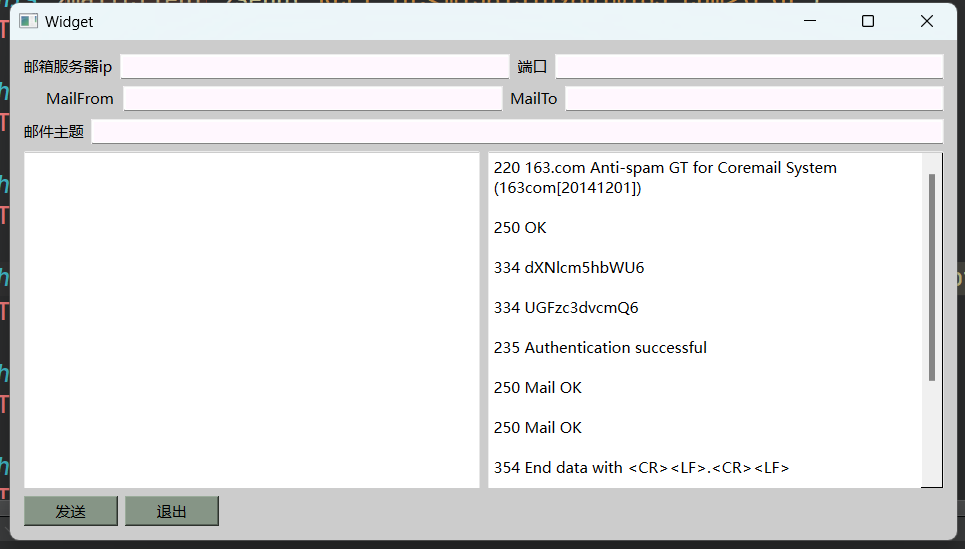 Widget
邮箱服务器ip 端口
MailFrom MailTo
邮件主题
220 163.com Anti-spam GT for Coremail System
(163com[20141201])
250 OK
334 dXNlcm5hbWU6
334 UGFzc3dvcmQ6
235 Authentication successful
250 Mail OK
250 Mail OK
354 End data with <CR><LF>.<CR><LF>
发送 退出